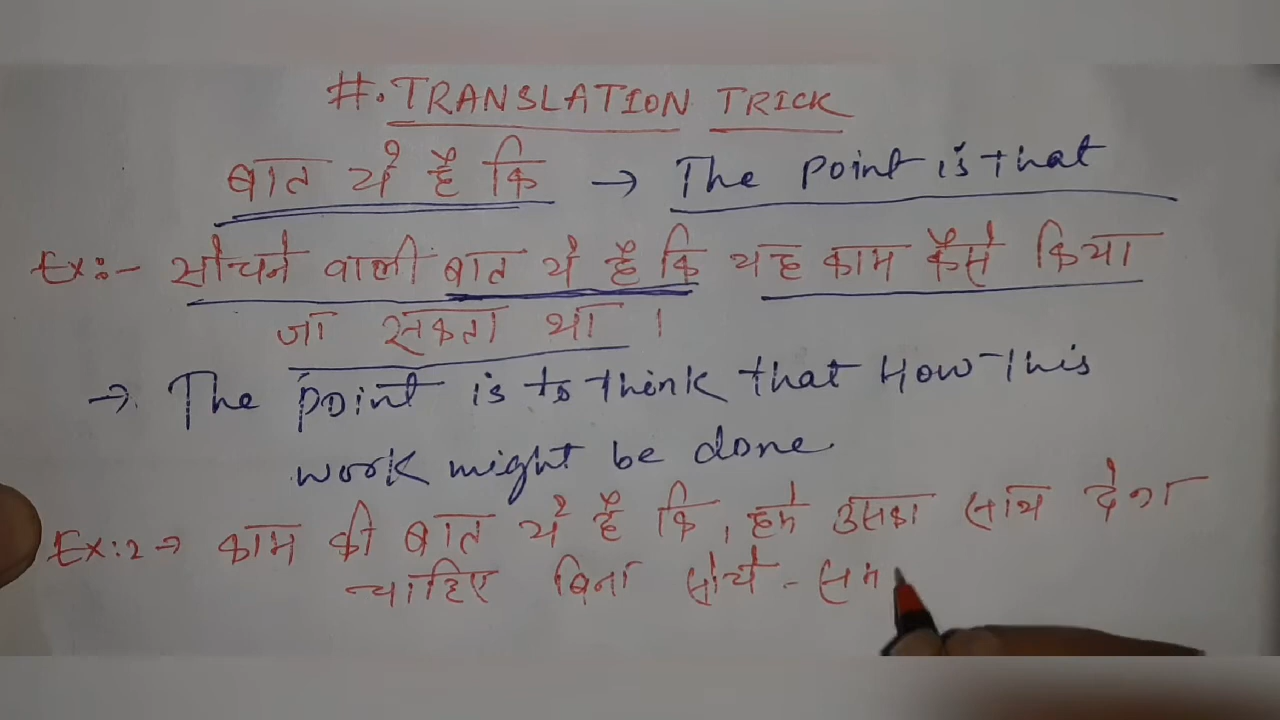 #. TRANSLATION TRICK
बात ये है कि → The Point is that
Ex:- सोचने वाली बात ये है कि यह काम कैसे किया
जा सकता था ।
→ The point is to think that How This
work might be done
Ex:2 → काम की बात ये है कि, हमे उसका साथ देना
चाहिए बिना सोचे - सम